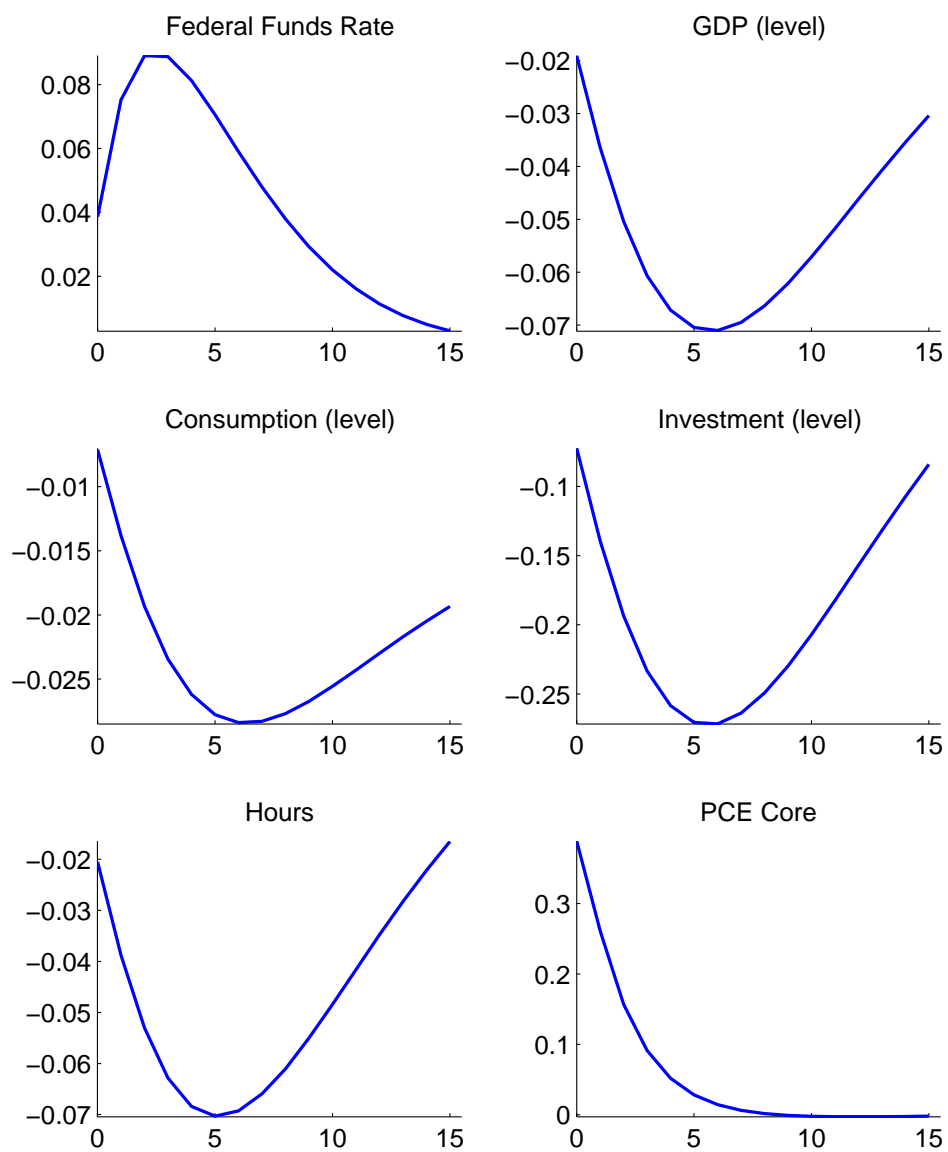 Federal Funds Rate
0.08
0.06
0.04
0.02
0 5 10 15
GDP (level)
−0.02
−0.03
−0.04
−0.05
−0.06
−0.07
0 5 10 15
Consumption (level)
−0.01
−0.015
−0.02
−0.025
0 5 10 15
Investment (level)
−0.1
−0.15
−0.2
−0.25
0 5 10 15
Hours
−0.02
−0.03
−0.04
−0.05
−0.06
−0.07
0 5 10 15
PCE Core
0.3
0.2
0.1
0
0 5 10 15